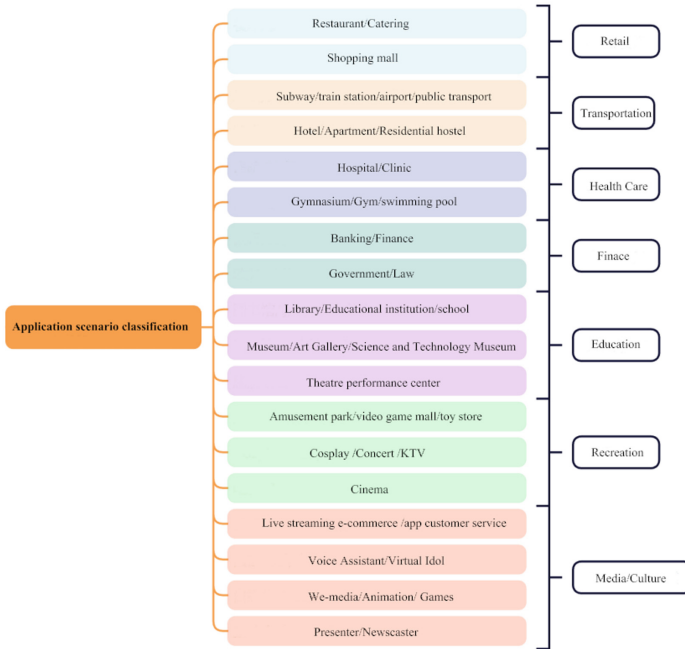 Restaurant/Catering
Shopping mall
Subway/train station/airport/public transport
Hotel/Apartment/Residential hostel
Hospital/Clinic
Gymnasium/Gym/swimming pool
Banking/Finance
Government/Law
Library/Educational institution/school
Museum/Art Gallery/Science and Technology Museum
Theatre performance center
Amusement park/video game mall/toy store
Cosplay /Concert /KTV
Cinema
Live streaming e-commerce /app customer service
Voice Assistant/Virtual Idol
We-media/Animation/ Games
Presenter/Newscaster
Application scenario classification
Retail
Transportation
Health Care
Finace
Education
Recreation
Media/Culture